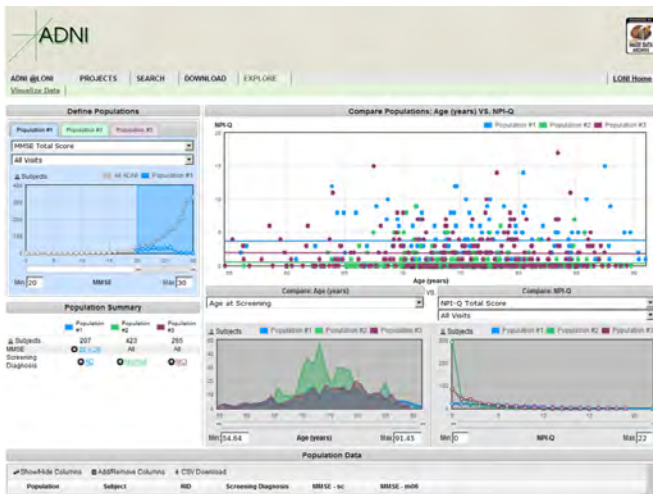 ADNI
ADNI @LONI PROJECTS SEARCH DOWNLOAD EXPLORE LONI Home
Visualize Data
Define Populations
Population #1 Population #2 Population #3
MMSE Total Score
All Visits
Subjects All ADNI Population #1
Min 20 MMSE Max 30
Population Summary
Population #1 Population #2 Population #3
Subjects 207 423
MMSE All All
Screening Diagnosis AD Normal MCI
Compare Populations: Age (years) VS. NPI-Q
NPI-Q Population #1 Population #2 Population #3
Age (years)
Compare: Age (years) VS. Compare: NPI-Q
Age at Screening
NPI-Q Total Score
All Visits
Subjects Population #1 Population #2 Population #3
Min 54.64 Age (years) Max 91.45
Subjects Population #1 Population #2 Population #3
Min 0 NPI-Q Max 22
Population Data
Show/Hide Columns Add/Remove Columns CSV Download
Population Subject RID Screening Diagnosis MMSE - sc MMSE - m06